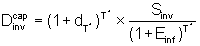 D^cap_inv = (1 + d_T´)^T´ × S_inv / (1 + E_inf)^T´